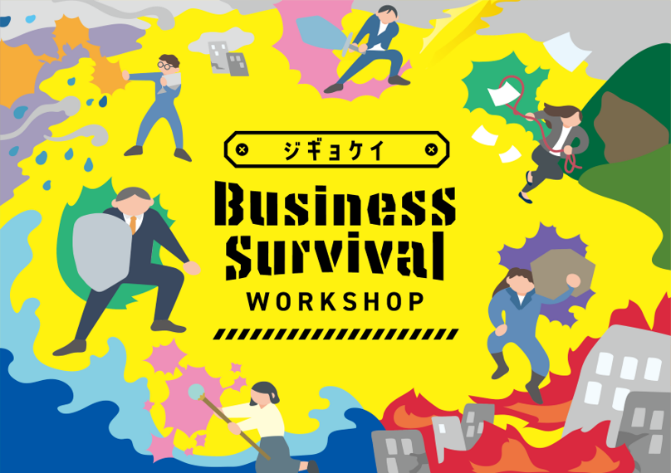 ジギョケイ
Business
Survival
WORKSHOP